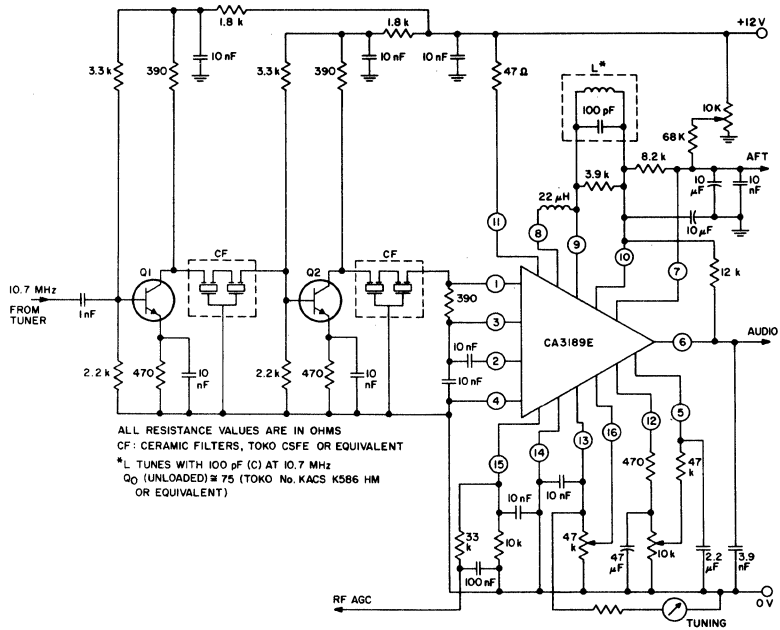 1.8 k
1.8 k
+12 V
10 nF
10 nF
10 nF
3.3 k
390
3.3 k
390
47 Ω
L*
100 pF
10K
68K
8.2 k
AFT
3.9 k
10 µF
10 nF
22 µH
10 µF
11
8
9
10
7
12 k
CF
CF
Q1
Q2
10.7 MHz
FROM
TUNER
1 nF
1
390
3
10 nF
2
10 nF
4
CA3189E
6
AUDIO
2.2 k
470
10 nF
2.2 k
470
10 nF
15
14
13
16
12
5
ALL RESISTANCE VALUES ARE IN OHMS
CF: CERAMIC FILTERS, TOKO CSFE OR EQUIVALENT
*L TUNES WITH 100 pF (C) AT 10.7 MHz
Q₀ (UNLOADED) ≅ 75 (TOKO No. KACS K586 HM
OR EQUIVALENT)
10 nF
10 nF
470
47 k
33 k
10 k
100 nF
47 k
47 µF
10 k
2.2 µF
3.9 nF
0 V
RF AGC
TUNING